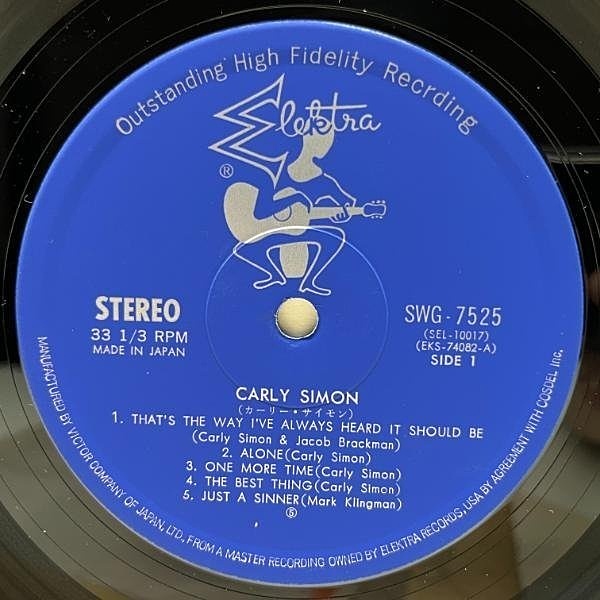 Outstanding High Fidelity Recrding
Elektra
®
STEREO
33 1/3 RPM
MADE IN JAPAN
SWG-7525
(SEL-10017)
(EKS-74082-A)
SIDE 1
CARLY SIMON
(カーリー・サイモン)
1. THAT'S THE WAY I'VE ALWAYS HEARD IT SHOULD BE
(Carly Simon & Jacob Brackman)
2. ALONE(Carly Simon)
3. ONE MORE TIME(Carly Simon)
4. THE BEST THING(Carly Simon)
5. JUST A SINNER(Mark Klingman)
Ⓢ
MANUFACTURED BY VICTOR COMPANY OF JAPAN, LTD., FROM A MASTER RECORDING OWNED BY ELEKTRA RECORDS, USA BY AGREEMENT WITH COSDEL Inc.